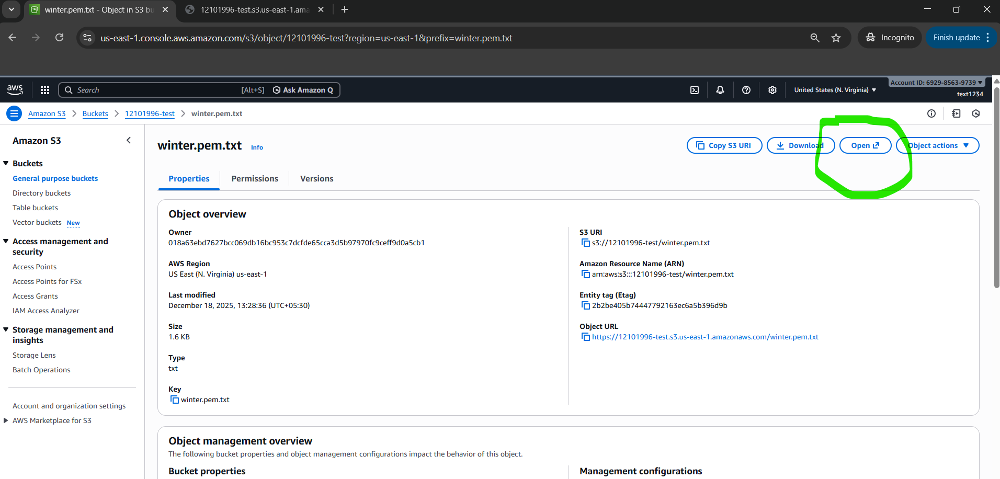 winter.pem.txt - Object in S3 bu
12101996-test.s3.us-east-1.ama
us-east-1.console.aws.amazon.com/s3/object/12101996-test?region=us-east-1&prefix=winter.pem.txt
Incognito
Finish update
aws
Search
[Alt+S]
Ask Amazon Q
United States (N. Virginia)
Account ID: 6929-8563-9739
text1234
Amazon S3
Buckets
12101996-test
winter.pem.txt
Amazon S3
Buckets
General purpose buckets
Directory buckets
Table buckets
Vector buckets New
Access management and
security
Access Points
Access Points for FSx
Access Grants
IAM Access Analyzer
Storage management and
insights
Storage Lens
Batch Operations
Account and organization settings
AWS Marketplace for S3
winter.pem.txt Info
Copy S3 URI
Download
Open
Object actions
Properties
Permissions
Versions
Object overview
Owner
018a63ebd7627bcc069db16bc953c7dcfde65cca3d5b97970fc9ceff9d0a5cb1
AWS Region
US East (N. Virginia) us-east-1
Last modified
December 18, 2025, 13:28:36 (UTC+05:30)
Size
1.6 KB
Type
txt
Key
winter.pem.txt
S3 URI
s3://12101996-test/winter.pem.txt
Amazon Resource Name (ARN)
arn:aws:s3:::12101996-test/winter.pem.txt
Entity tag (Etag)
2b2be405b74447792163ec6a5b396d9b
Object URL
https://12101996-test.s3.us-east-1.amazonaws.com/winter.pem.txt
Object management overview
The following bucket properties and object management configurations impact the behavior of this object.
Bucket properties
Management configurations